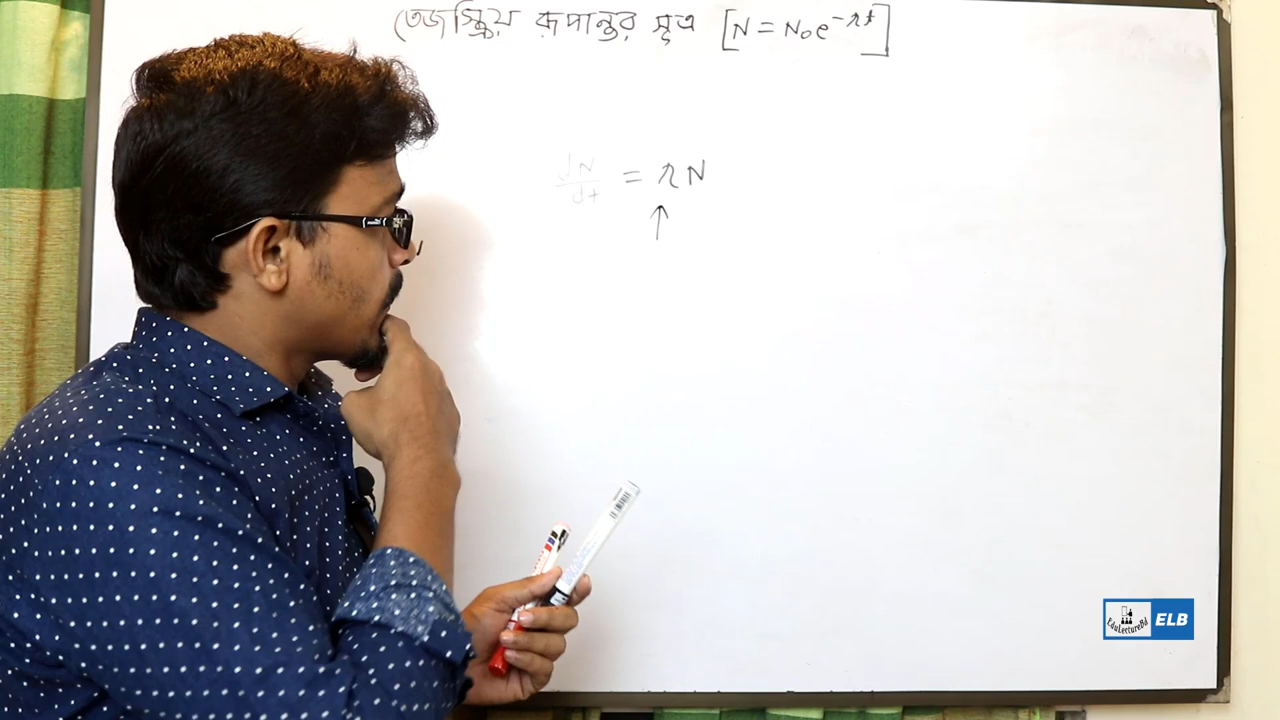 তেজস্ক্রিয় রূপান্তর সূত্র [N = N₀e^-λt]
dN/dt = λN
↑
EduLectureBd ELB